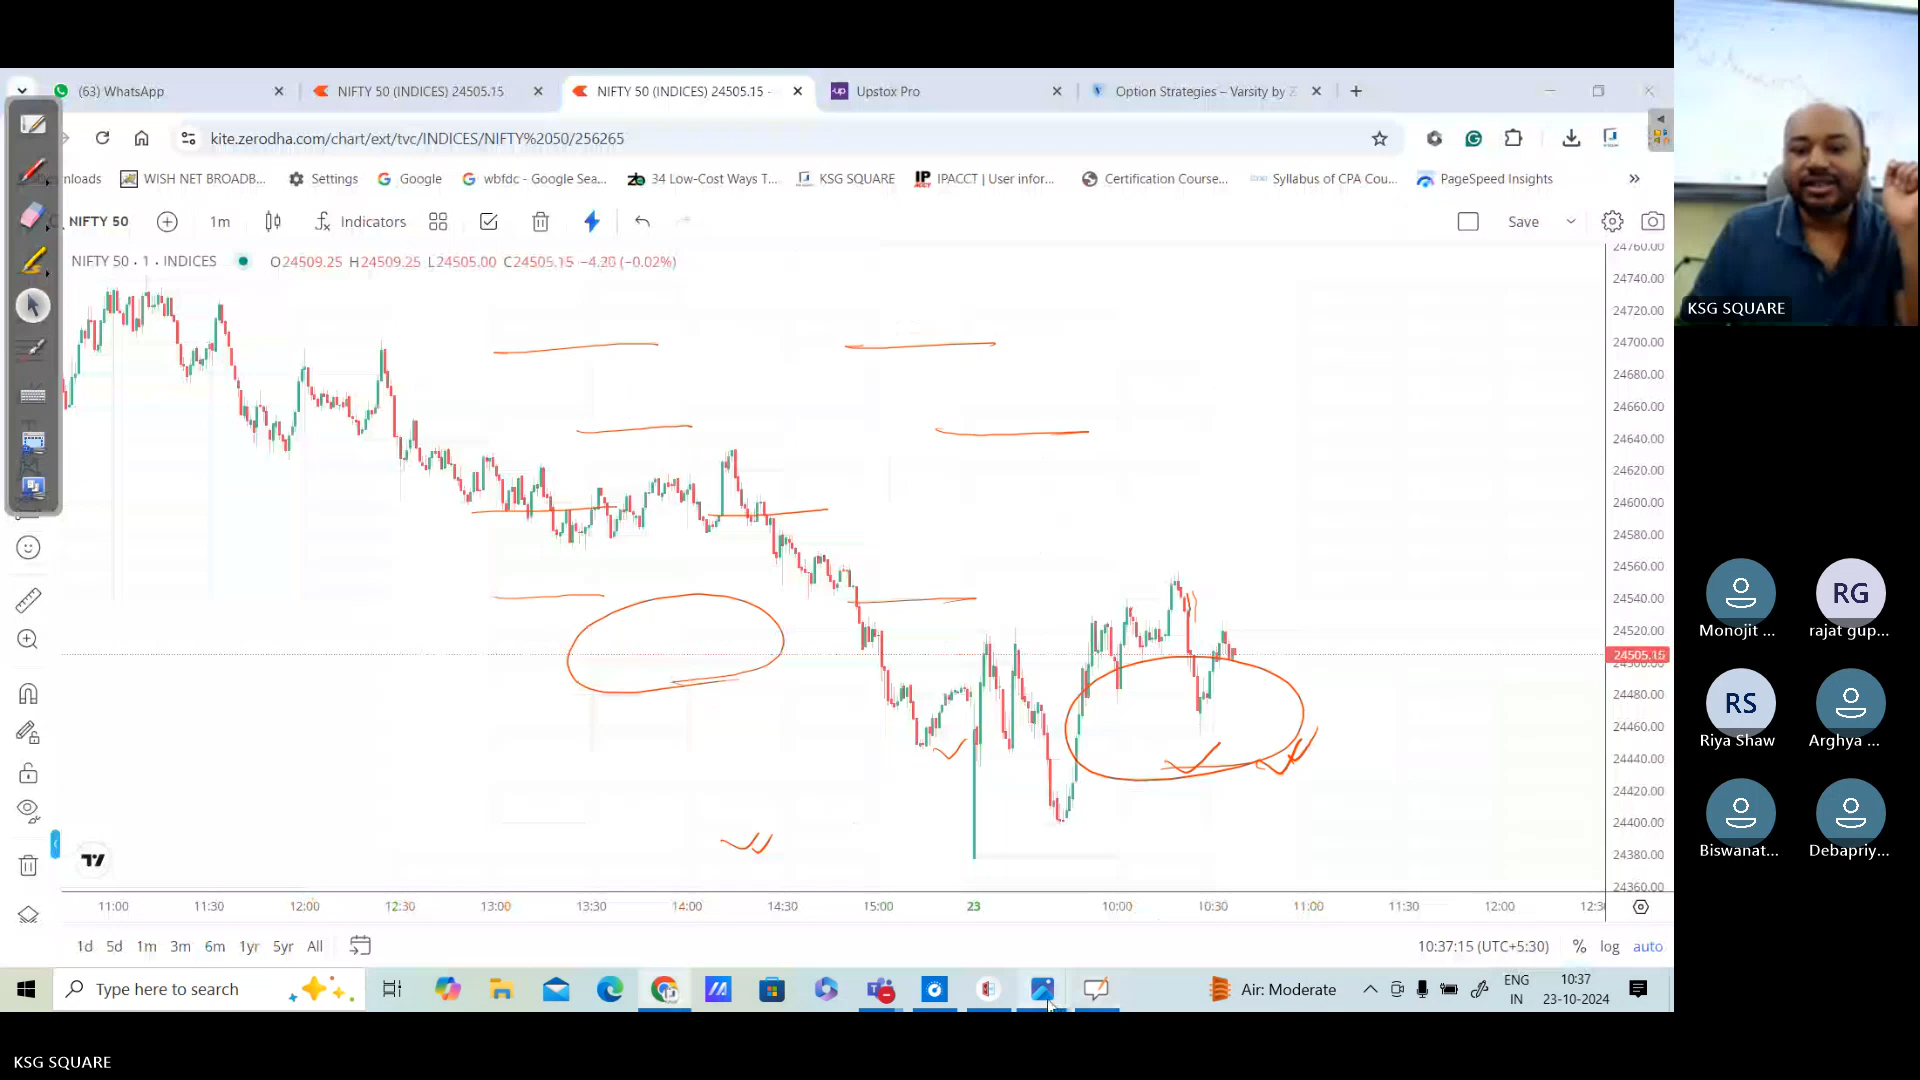 (63) WhatsApp
NIFTY 50 (INDICES) 24505.15
NIFTY 50 (INDICES) 24505.15 -
Upstox Pro
Option Strategies – Varsity by Z
kite.zerodha.com/chart/ext/tvc/INDICES/NIFTY%2050/256265
nloads
WISH NET BROADB...
Settings
Google
wbfdc - Google Sea...
34 Low-Cost Ways T...
KSG SQUARE
IPACCT | User infor...
Certification Course...
Syllabus of CPA Cou...
PageSpeed Insights
NIFTY 50
1m
Indicators
Save
NIFTY 50 · 1 · INDICES
O24509.25 H24509.25 L24505.00 C24505.15 −4.20 (−0.02%)
24760.00
24740.00
24720.00
24700.00
24680.00
24660.00
24640.00
24620.00
24600.00
24580.00
24560.00
24540.00
24520.00
24505.15
24500.00
24480.00
24460.00
24440.00
24420.00
24400.00
24380.00
24360.00
11:00 11:30 12:00 12:30 13:00 13:30 14:00 14:30 15:00 23 10:00 10:30 11:00 11:30 12:00 12:3
1d 5d 1m 3m 6m 1yr 5yr All
10:37:15 (UTC+5:30) % log auto
Type here to search
Air: Moderate
ENG
IN
10:37
23-10-2024
KSG SQUARE
RG
Monojit ...
rajat gup...
RS
Riya Shaw
Arghya ...
Biswanat...
Debapriy...
KSG SQUARE